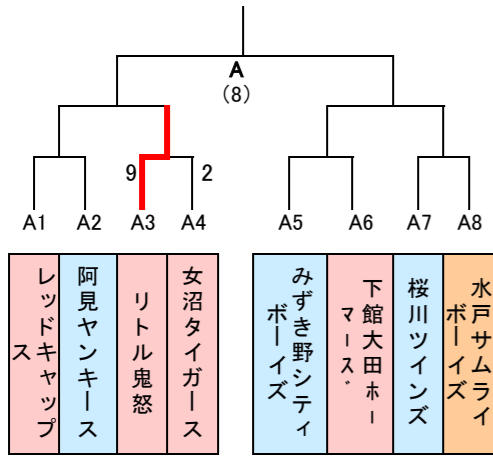 A
(8)
9
2
A1
A2
A3
A4
A5
A6
A7
A8
レッドキャップ
ス
阿見ヤンキース
リトル鬼怒
女沼タイガース
みずき野シティ
ボーイズ
下館大田ホー
マーズ
桜川ツインズ
水戸サムライ
ボーイズ